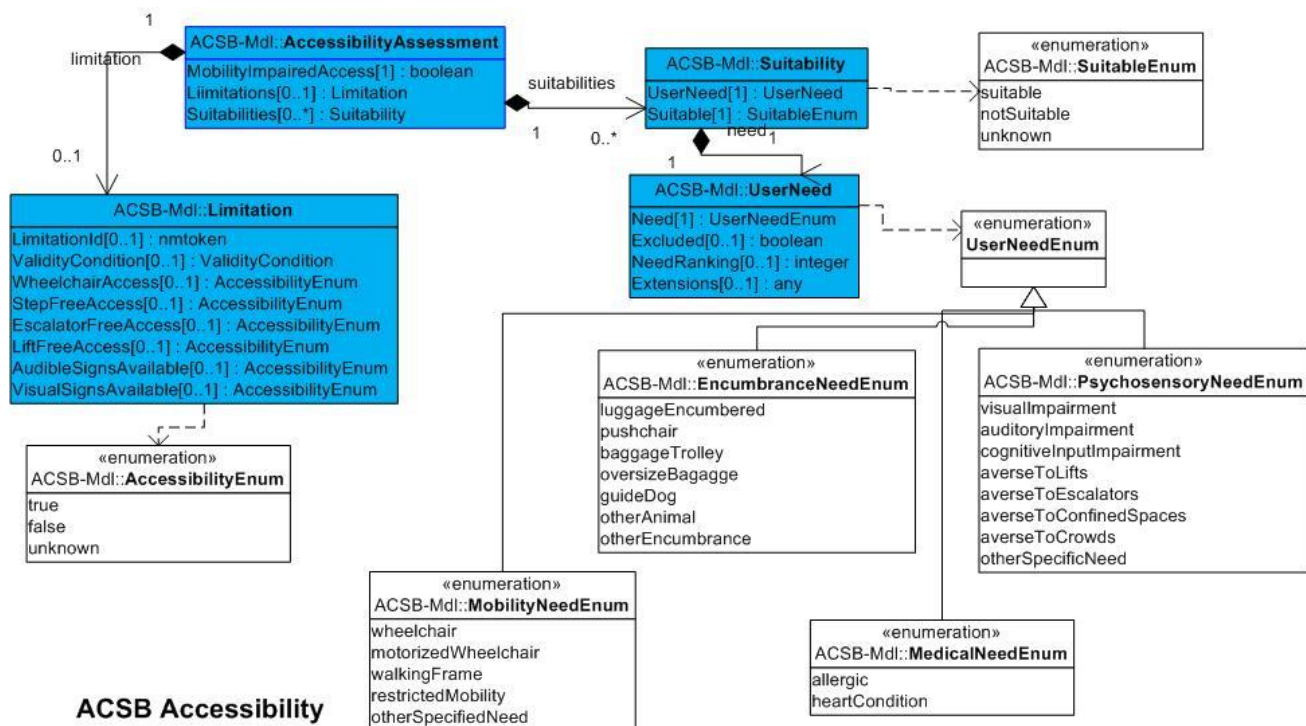 1
limitation
ACSB-Mdl::AccessibilityAssessment
MobilityImpairedAccess[1] : boolean
Liimitations[0..1] : Limitation
Suitabilities[0..*] : Suitability
suitabilities
1
0..*
ACSB-Mdl::Suitability
UserNeed[1] : UserNeed
Suitable[1] : SuitableEnum
need
1
1
«enumeration»
ACSB-Mdl::SuitableEnum
suitable
notSuitable
unknown
0..1
ACSB-Mdl::Limitation
LimitationId[0..1] : nmtoken
ValidityCondition[0..1] : ValidityCondition
WheelchairAccess[0..1] : AccessibilityEnum
StepFreeAccess[0..1] : AccessibilityEnum
EscalatorFreeAccess[0..1] : AccessibilityEnum
LiftFreeAccess[0..1] : AccessibilityEnum
AudibleSignsAvailable[0..1] : AccessibilityEnum
VisualSignsAvailable[0..1] : AccessibilityEnum
ACSB-Mdl::UserNeed
Need[1] : UserNeedEnum
Excluded[0..1] : boolean
NeedRanking[0..1] : integer
Extensions[0..1] : any
«enumeration»
UserNeedEnum
«enumeration»
ACSB-Mdl::AccessibilityEnum
true
false
unknown
«enumeration»
ACSB-Mdl::EncumbranceNeedEnum
luggageEncumbered
pushchair
baggageTrolley
oversizeBagagge
guideDog
otherAnimal
otherEncumbrance
«enumeration»
ACSB-Mdl::PsychosensoryNeedEnum
visualImpairment
auditoryImpairment
cognitiveInputImpairment
averseToLifts
averseToEscalators
averseToConfinedSpaces
averseToCrowds
otherSpecificNeed
«enumeration»
ACSB-Mdl::MobilityNeedEnum
wheelchair
motorizedWheelchair
walkingFrame
restrictedMobility
otherSpecifiedNeed
«enumeration»
ACSB-Mdl::MedicalNeedEnum
allergic
heartCondition
ACSB Accessibility